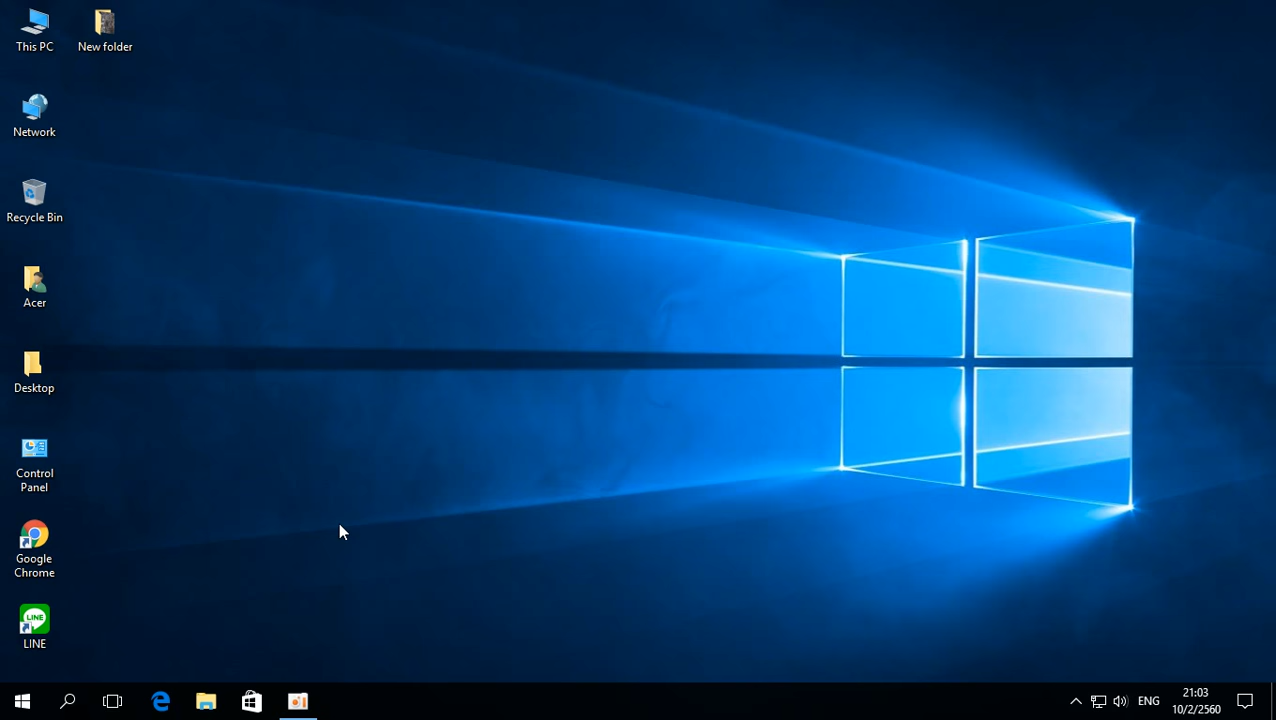 This PC
New folder
Network
Recycle Bin
Acer
Desktop
Control
Panel
Google
Chrome
LINE
LINE
ENG
21:03
10/2/2560